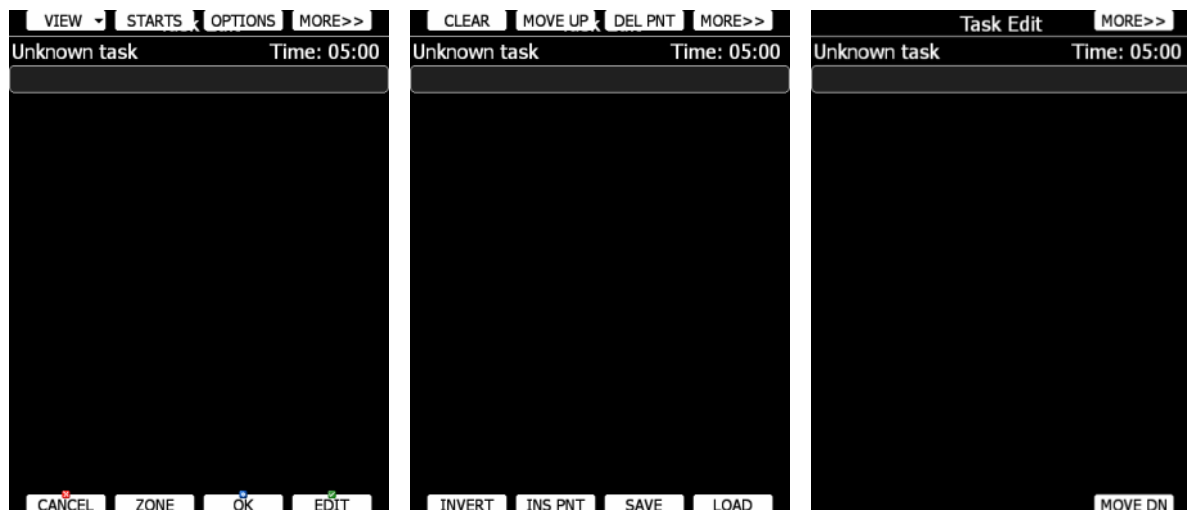 VIEW STARTS OPTIONS MORE>>
Unknown task Time: 05:00
CANCEL ZONE OK EDIT
CLEAR MOVE UP DEL PNT MORE>>
Unknown task Time: 05:00
INVERT INS PNT SAVE LOAD
Task Edit MORE>>
Unknown task Time: 05:00
MOVE DN